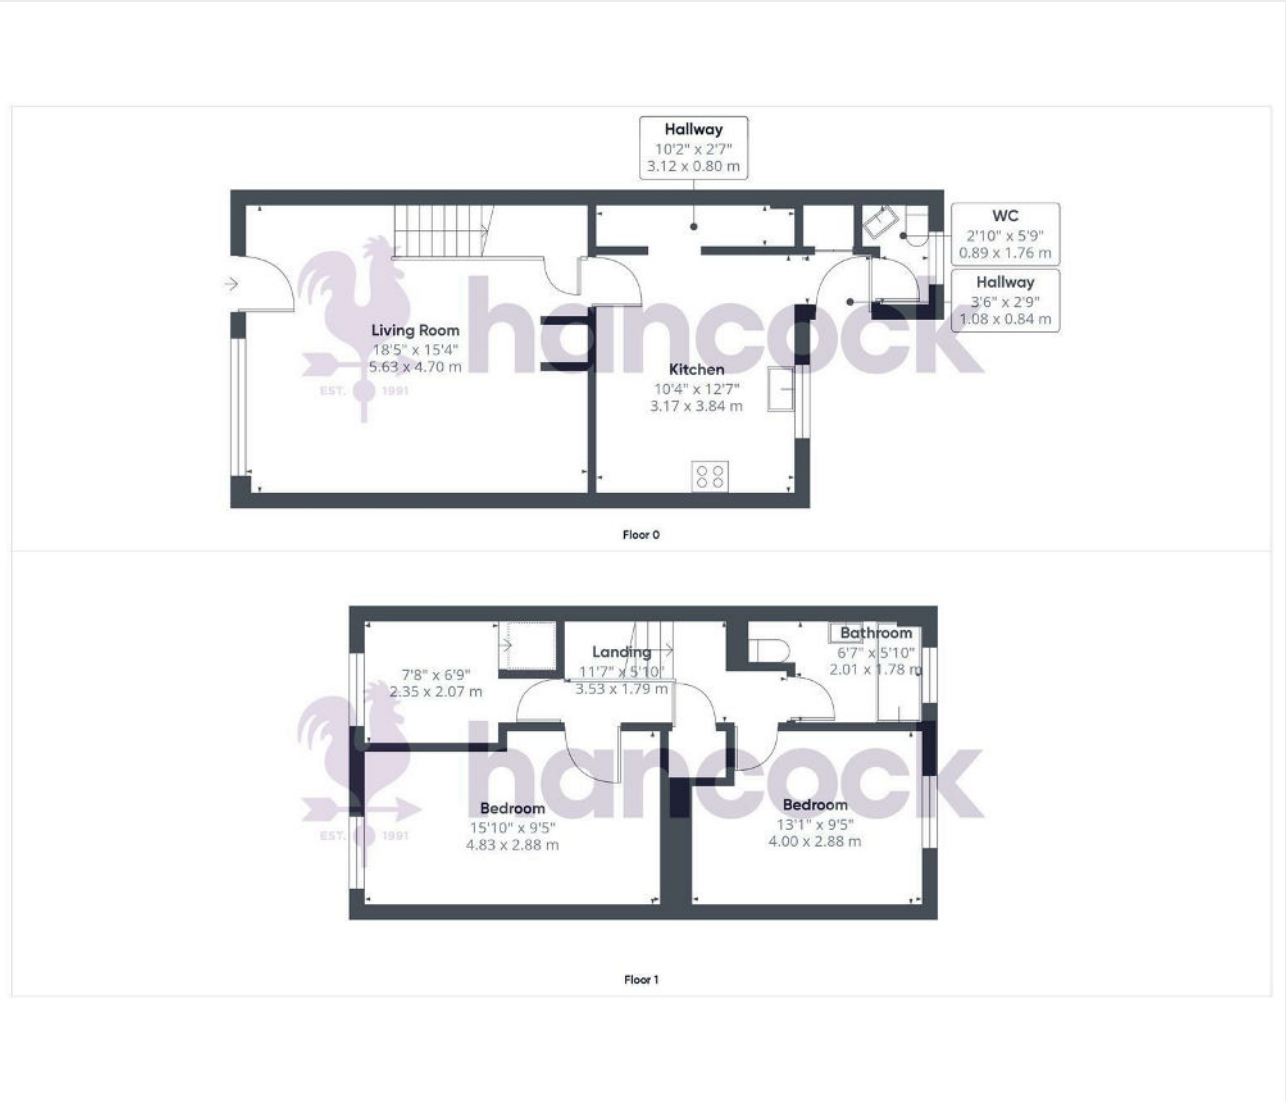 Hallway
10'2" x 2'7"
3.12 x 0.80 m
WC
2'10" x 5'9"
0.89 x 1.76 m
Hallway
3'6" x 2'9"
1.08 x 0.84 m
hancock
EST. 1991
Living Room
18'5" x 15'4"
5.63 x 4.70 m
Kitchen
10'4" x 12'7"
3.17 x 3.84 m
Floor 0
Landing
11'7" x 5'10"
3.53 x 1.79 m
Bathroom
6'7" x 5'10"
2.01 x 1.78 m
7'8" x 6'9"
2.35 x 2.07 m
hancock
EST. 1991
Bedroom
15'10" x 9'5"
4.83 x 2.88 m
Bedroom
13'1" x 9'5"
4.00 x 2.88 m
Floor 1